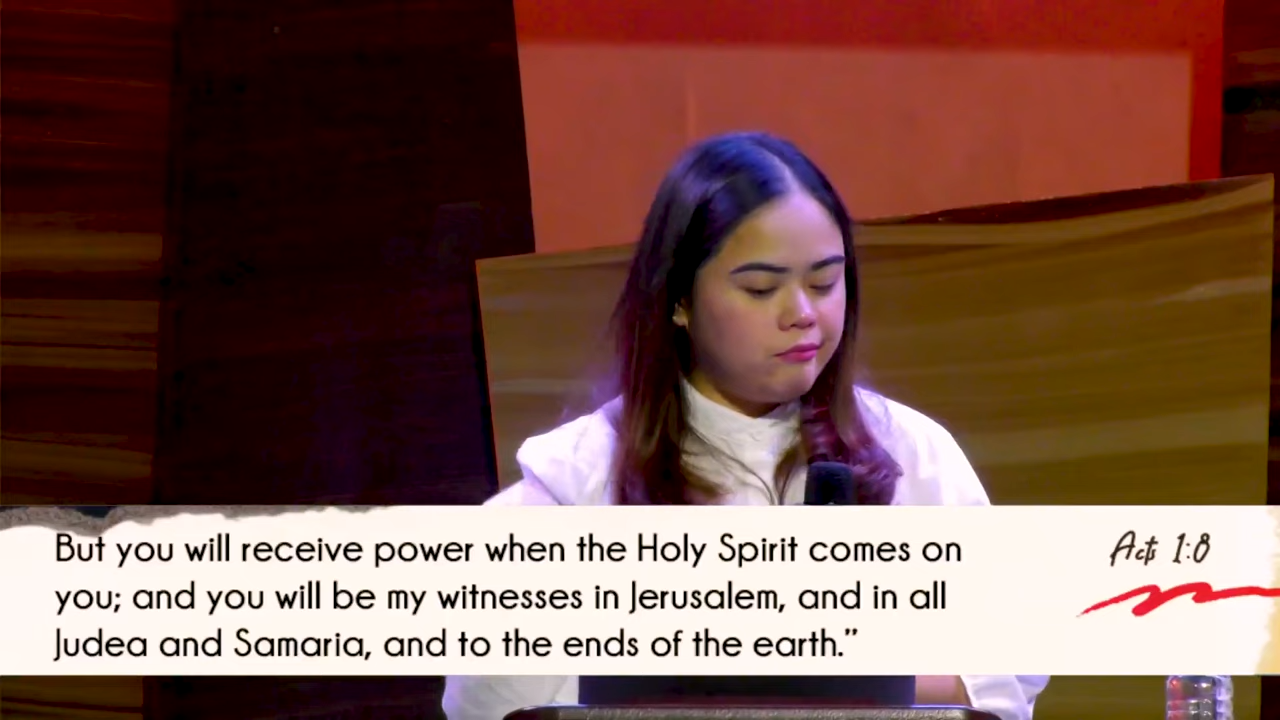 But you will receive power when the Holy Spirit comes on
you; and you will be my witnesses in Jerusalem, and in all
Judea and Samaria, and to the ends of the earth.”
Acts 1:8